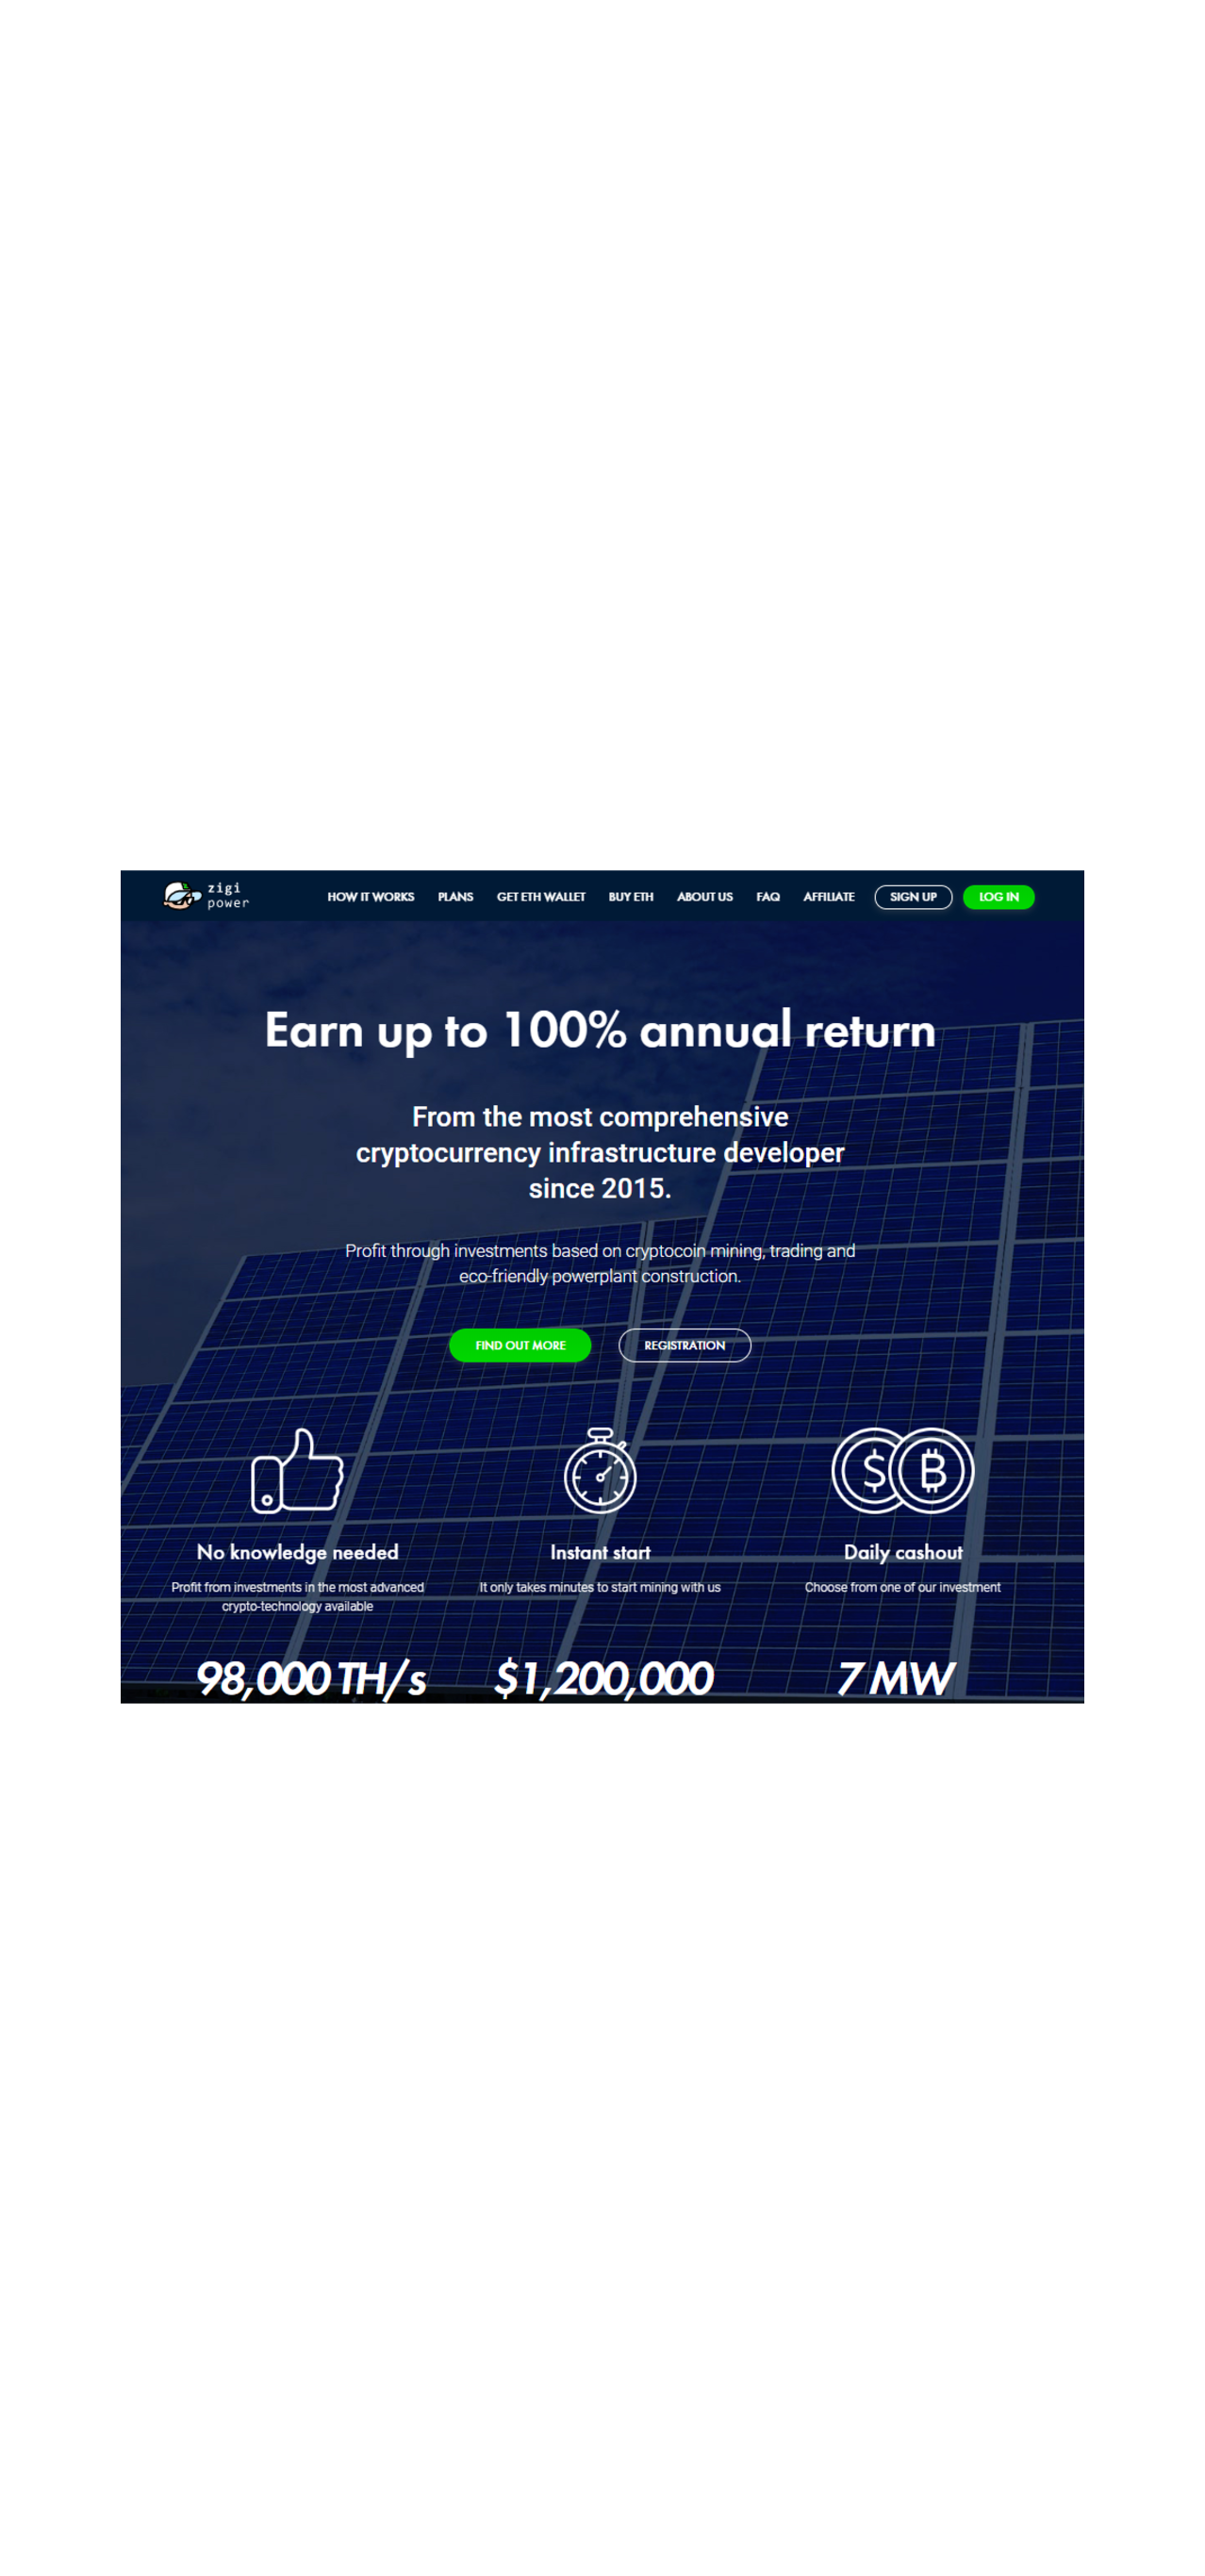 zigi
power
HOW IT WORKS
PLANS
GET ETH WALLET
BUY ETH
ABOUT US
FAQ
AFFILIATE
SIGN UP
LOG IN
Earn up to 100% annual return
From the most comprehensive
cryptocurrency infrastructure developer
since 2015.
Profit through investments based on cryptocoin mining, trading and
eco-friendly powerplant construction.
FIND OUT MORE
REGISTRATION
No knowledge needed
Profit from investments in the most advanced
crypto-technology available
Instant start
It only takes minutes to start mining with us
Daily cashout
Choose from one of our investment
98,000 TH/s
$1,200,000
7 MW